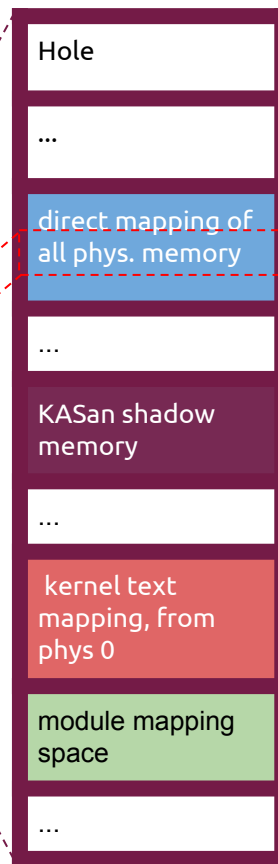 Hole
...
direct mapping of
all phys. memory
...
KASan shadow
memory
...
kernel text
mapping, from
phys 0
module mapping
space
...